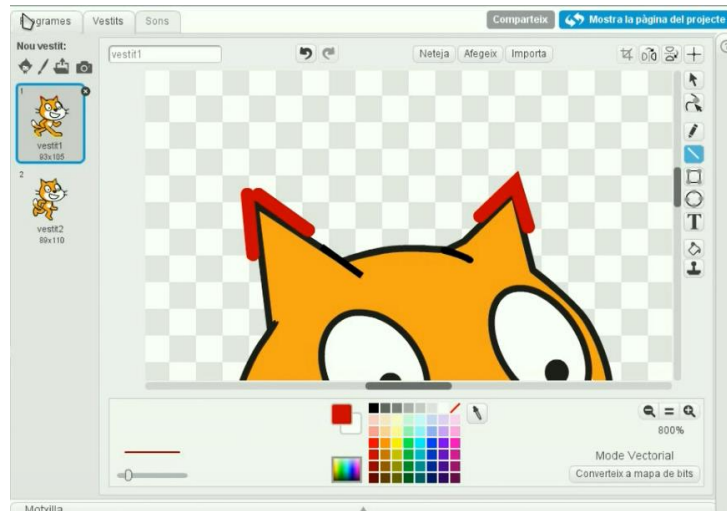 Programes Vestits Sons Comparteix Mostra la pàgina del projecte
Nou vestit:
vestit1 Neteja Afegeix Importa
1
vestit1
93x105
2
vestit2
89x110
T
800%
Mode Vectorial
Converteix a mapa de bits
Motxilla